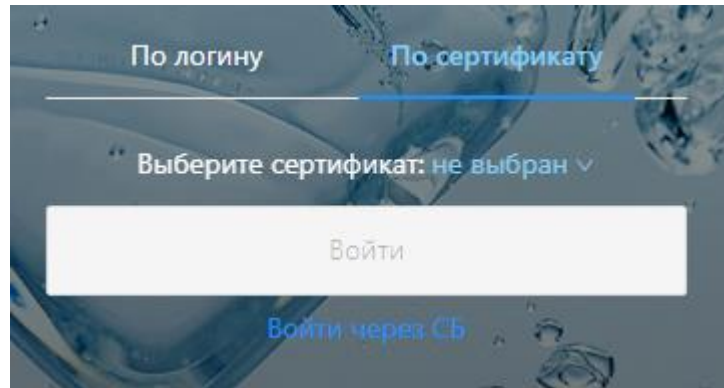 По логину По сертификату
Выберите сертификат: не выбран
Войти
Войти через СБ